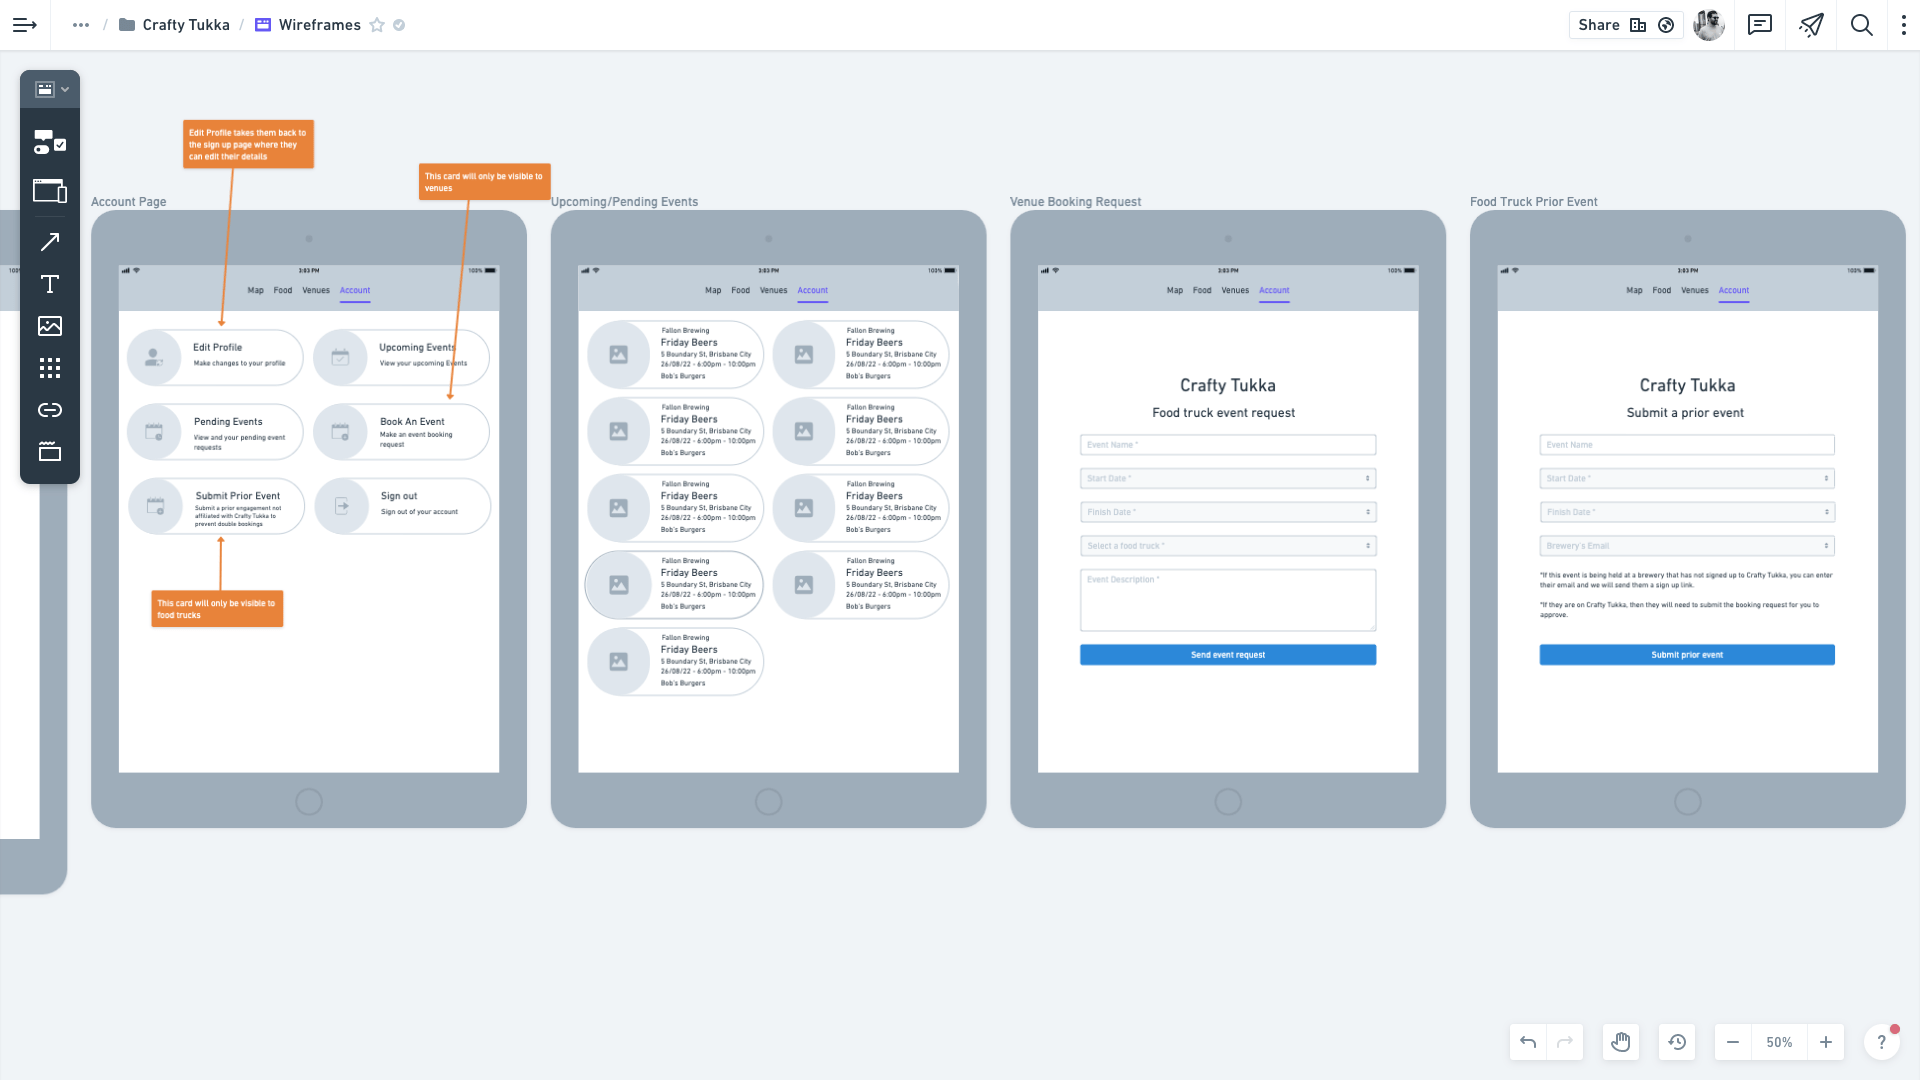 Crafty Tukka / Wireframes
Share
Edit Profile takes them back to
the sign up page where they
can edit their details
This card will only be visible to
venues
Account Page
3:03 PM
100%
Map Food Venues Account
Edit Profile
Make changes to your profile
Upcoming Events
View your upcoming Events
Pending Events
View and your pending event
requests
Book An Event
Make an event booking
request
Submit Prior Event
Submit a prior engagement not
affiliated with Crafty Tukka to
prevent double bookings
Sign out
Sign out of your account
This card will only be visible to
food trucks
Upcoming/Pending Events
3:03 PM
100%
Map Food Venues Account
Fallon Brewing
Friday Beers
5 Boundary St, Brisbane City
26/08/22 - 6:00pm - 10:00pm
Bob's Burgers
Fallon Brewing
Friday Beers
5 Boundary St, Brisbane City
26/08/22 - 6:00pm - 10:00pm
Bob's Burgers
Fallon Brewing
Friday Beers
5 Boundary St, Brisbane City
26/08/22 - 6:00pm - 10:00pm
Bob's Burgers
Fallon Brewing
Friday Beers
5 Boundary St, Brisbane City
26/08/22 - 6:00pm - 10:00pm
Bob's Burgers
Fallon Brewing
Friday Beers
5 Boundary St, Brisbane City
26/08/22 - 6:00pm - 10:00pm
Bob's Burgers
Fallon Brewing
Friday Beers
5 Boundary St, Brisbane City
26/08/22 - 6:00pm - 10:00pm
Bob's Burgers
Fallon Brewing
Friday Beers
5 Boundary St, Brisbane City
26/08/22 - 6:00pm - 10:00pm
Bob's Burgers
Fallon Brewing
Friday Beers
5 Boundary St, Brisbane City
26/08/22 - 6:00pm - 10:00pm
Bob's Burgers
Fallon Brewing
Friday Beers
5 Boundary St, Brisbane City
26/08/22 - 6:00pm - 10:00pm
Bob's Burgers
Venue Booking Request
3:03 PM
100%
Map Food Venues Account
Crafty Tukka
Food truck event request
Event Name *
Start Date *
Finish Date *
Select a food truck *
Event Description *
Send event request
Food Truck Prior Event
3:03 PM
100%
Map Food Venues Account
Crafty Tukka
Submit a prior event
Event Name
Start Date *
Finish Date *
Brewery's Email
*If this event is being held at a brewery that has not signed up to Crafty Tukka, you can enter
their email and we will send them a sign up link.
*If they are on Crafty Tukka, then they will need to submit the booking request for you to
approve.
Submit prior event
50%
?